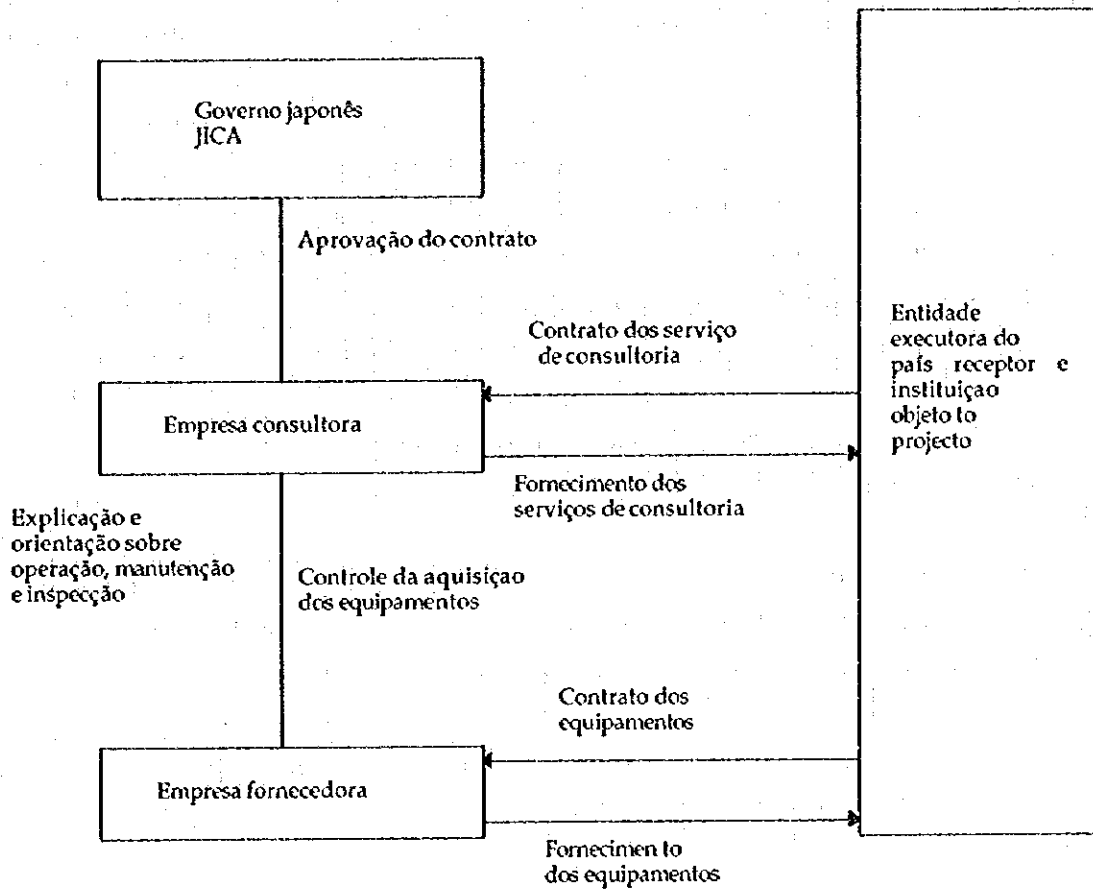 Governo japonês
JICA
Aprovação do contrato
Contrato dos serviço
de consultoria
Entidade
executora do
país receptor e
instituiçao
objeto to
projecto
Empresa consultora
Fornecimento dos
serviços de consultoria
Explicação e
orientação sobre
operação, manutenção
e inspecção
Controle da aquisiçao
dos equipamentos
Contrato dos
equipamentos
Empresa fornecedora
Fornecimento
dos equipamentos